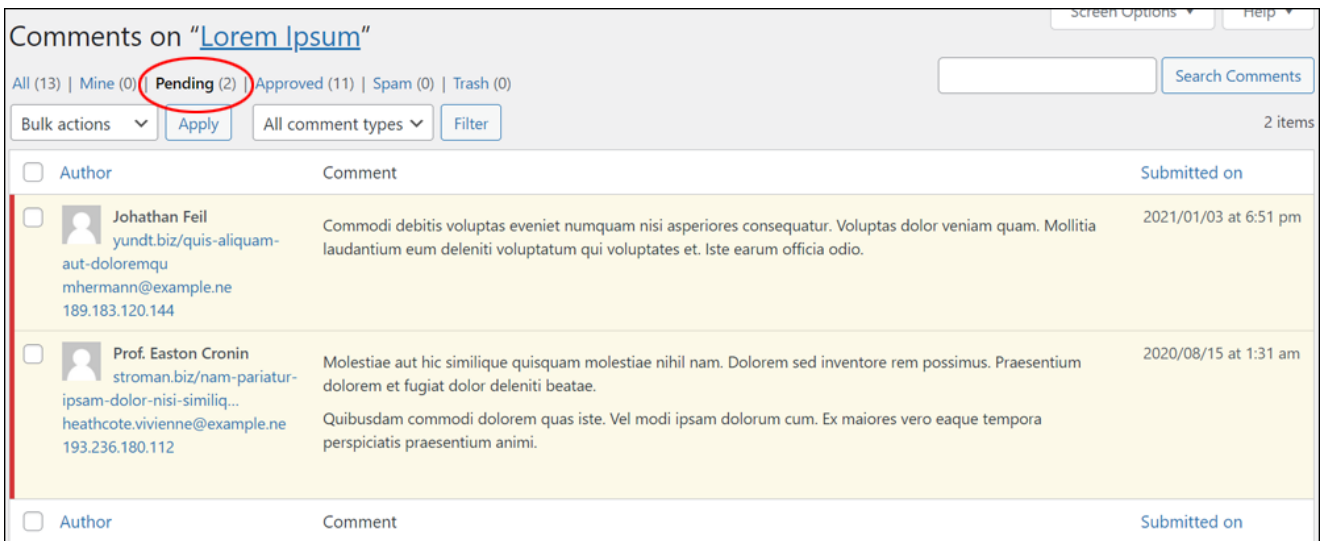 Screen Options ▼ Help ▼
Comments on “Lorem Ipsum”
All (13) | Mine (0) | Pending (2) | Approved (11) | Spam (0) | Trash (0)
Search Comments
Bulk actions Apply All comment types Filter
2 items
Author Comment Submitted on
Johathan Feil
yundt.biz/quis-aliquam-
aut-doloremqu
mhermann@example.ne
189.183.120.144
Commodi debitis voluptas eveniet numquam nisi asperiores consequatur. Voluptas dolor veniam quam. Mollitia
laudantium eum deleniti voluptatum qui voluptates et. Iste earum officia odio.
2021/01/03 at 6:51 pm
Prof. Easton Cronin
stroman.biz/nam-pariatur-
ipsam-dolor-nisi-similiq...
heathcote.vivienne@example.ne
193.236.180.112
Molestiae aut hic similique quisquam molestiae nihil nam. Dolorem sed inventore rem possimus. Praesentium
dolorem et fugiat dolor deleniti beatae.
Quibusdam commodi dolorem quas iste. Vel modi ipsam dolorum cum. Ex maiores vero eaque tempora
perspiciatis praesentium animi.
2020/08/15 at 1:31 am
Author Comment Submitted on